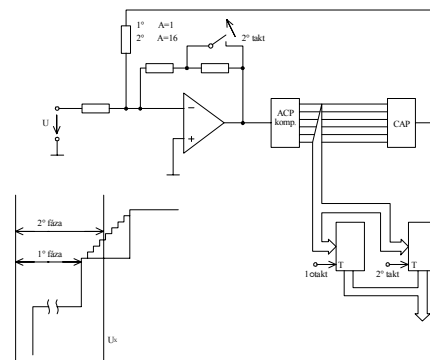 1° A=1
2° A=16
2° takt
U
−
+
ACP
komp.
CAP
2° fáza
1° fáza
T
T
1otakt
2° takt
Ux